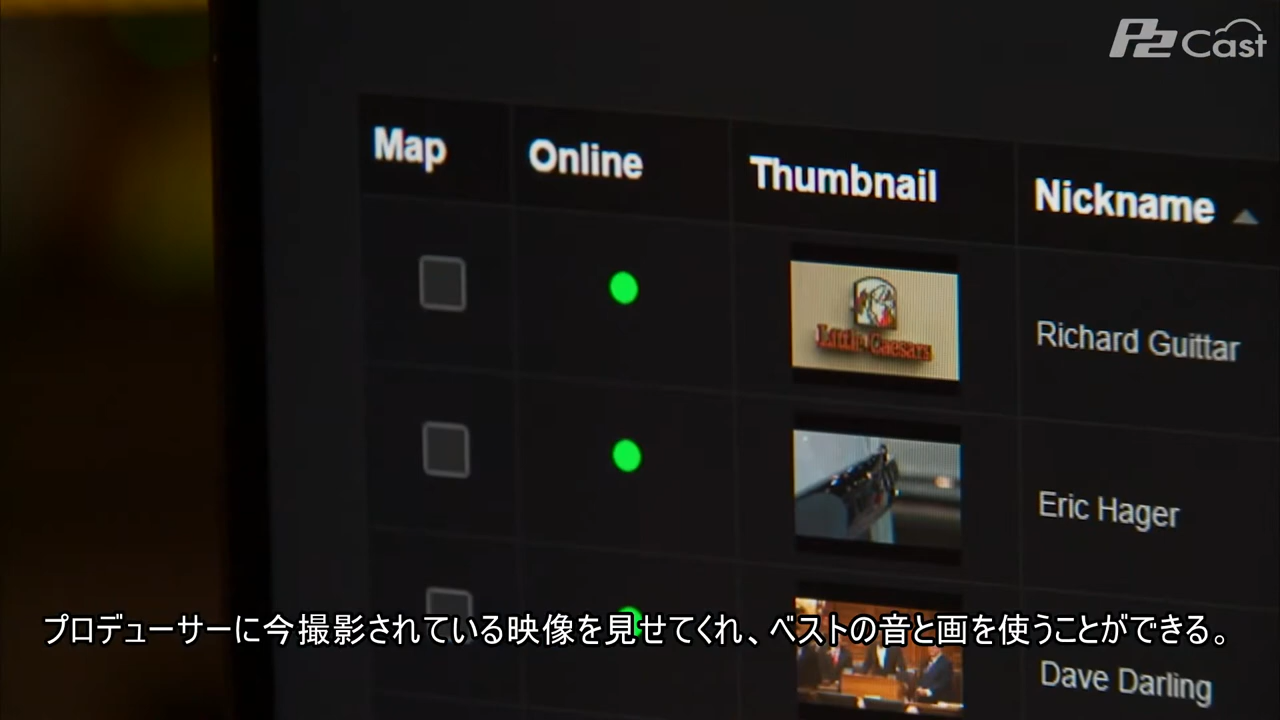 P2 Cast
Map Online Thumbnail Nickname
Little Caesars
Richard Guittar
Eric Hager
プロデューサーに今撮影されている映像を見せてくれ、ベストの音と画を使うことができる。
Dave Darling